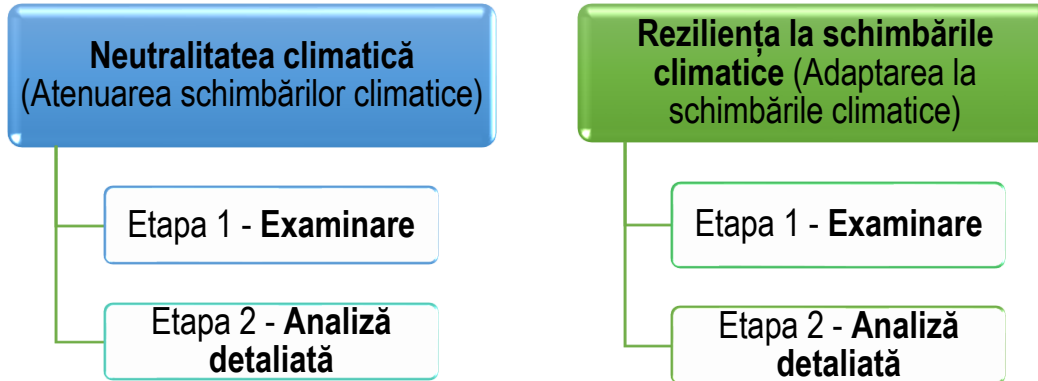 Neutralitatea climatică
(Atenuarea schimbărilor climatice)
Etapa 1 - Examinare
Etapa 2 - Analiză
detaliată
Reziliența la schimbările
climatice (Adaptarea la
schimbările climatice)
Etapa 1 - Examinare
Etapa 2 - Analiză
detaliată